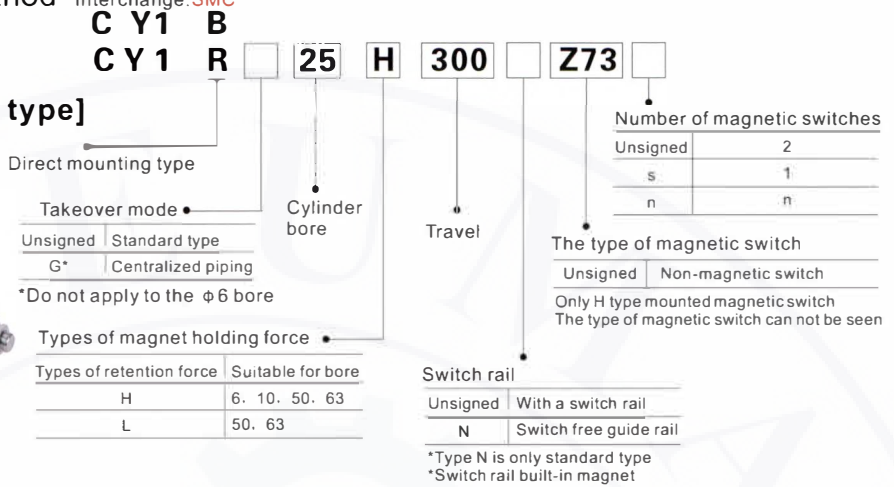 Interchange:SMC
C Y1 B
C Y 1 R 25 H 300 Z73
type]
Direct mounting type
Number of magnetic switches
Unsigned 2
s 1
n n
Takeover mode
Unsigned Standard type
G* Centralized piping
*Do not apply to the φ6 bore
Cylinder
bore
Travel
The type of magnetic switch
Unsigned Non-magnetic switch
Only H type mounted magnetic switch
The type of magnetic switch can not be seen
Types of magnet holding force
Types of retention force Suitable for bore
H 6、10、50、63
L 50、63
Switch rail
Unsigned With a switch rail
N Switch free guide rail
*Type N is only standard type
*Switch rail built-in magnet